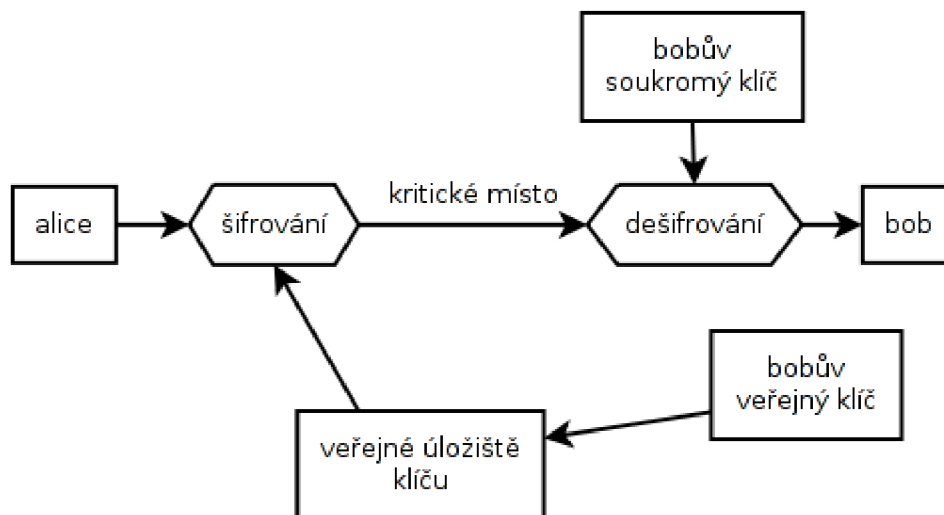 bobův
soukromý klíč
kritické místo
alice
šifrování
dešifrování
bob
bobův
veřejný klíč
veřejné úložiště
klíču